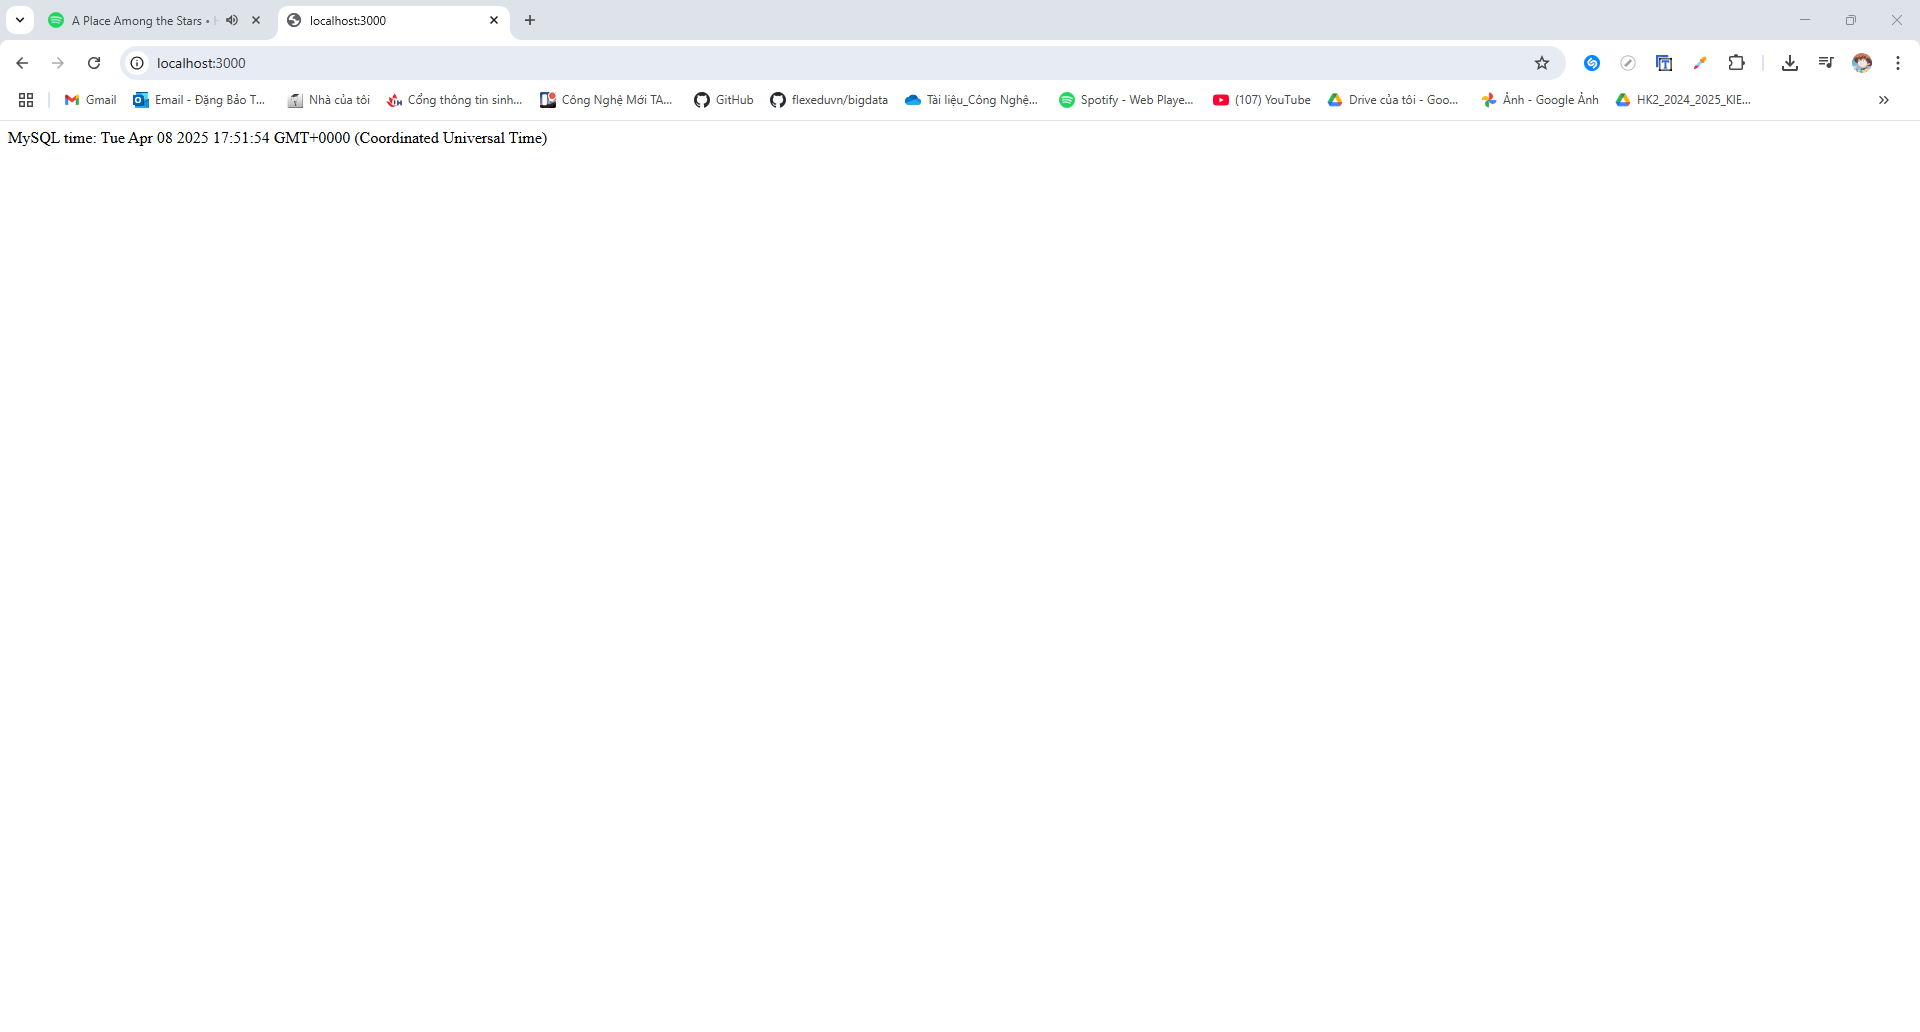 A Place Among the Stars •
localhost:3000
localhost:3000
Gmail
Email - Đặng Bảo T...
Nhà của tôi
Cổng thông tin sinh...
Công Nghệ Mới TA...
GitHub
flexeduvn/bigdata
Tài liệu_Công Nghệ...
Spotify - Web Playe...
(107) YouTube
Drive của tôi - Goo...
Ảnh - Google Ảnh
HK2_2024_2025_KIE...
MySQL time: Tue Apr 08 2025 17:51:54 GMT+0000 (Coordinated Universal Time)